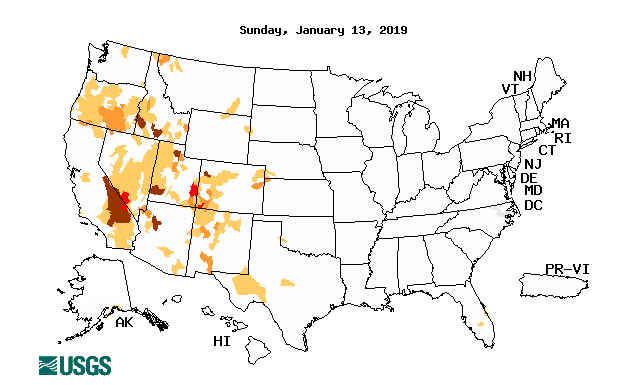 Sunday, January 13, 2019
NH
VT
MA
RI
CT
NJ
DE
MD
DC
PR-VI
AK
HI
USGS